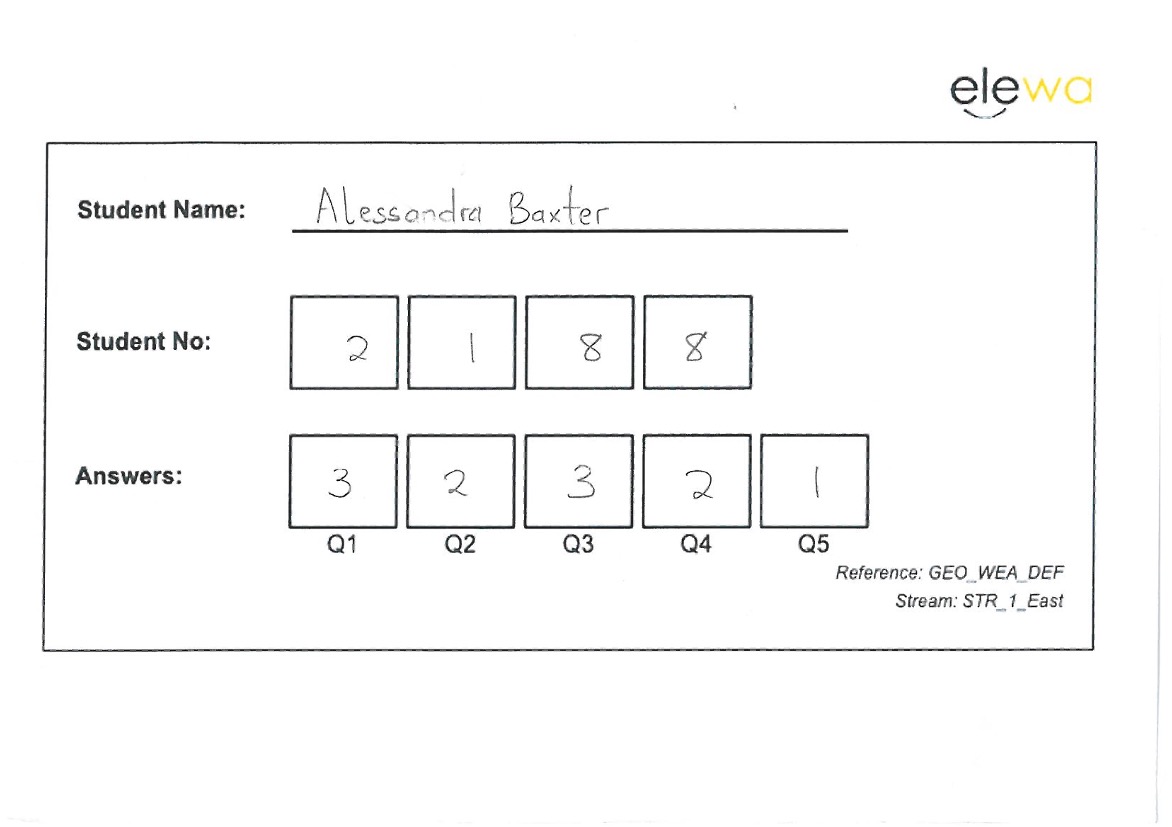 elewa
Student Name: Alessandra Baxter
Student No: 2 1 8 8
Answers: 3 2 3 2 1
Q1 Q2 Q3 Q4 Q5
Reference: GEO_WEA_DEF
Stream: STR_1_East